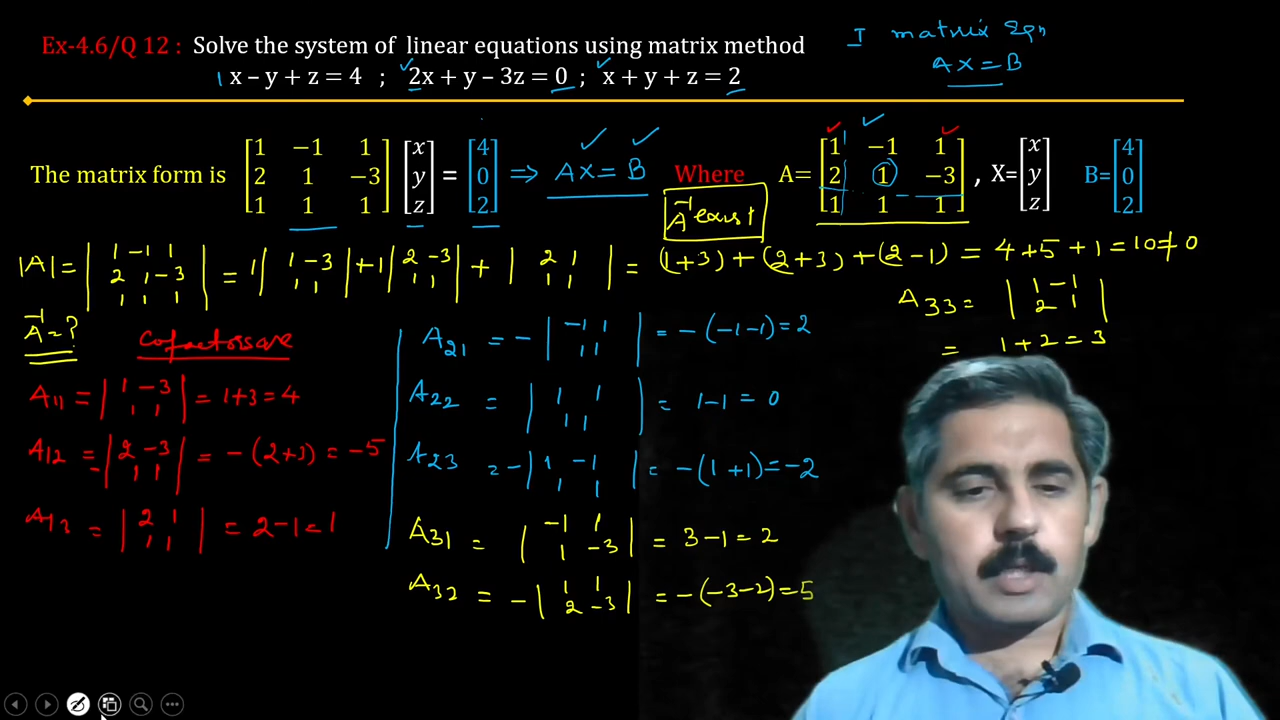 Ex-4.6/Q 12 : Solve the system of linear equations using matrix method
1 x – y + z = 4 ; 2x + y – 3z = 0 ; x + y + z = 2
I matrix Eqn
AX = B
The matrix form is [1 −1 1; 2 1 −3; 1 1 1] [x; y; z] = [4; 0; 2] ⇒ AX = B Where A= [1 −1 1; 2 1 −3; 1 1 1] , X= [x; y; z] B= [4; 0; 2]
A⁻¹ exist
|A| = |1 -1 1; 2 1 -3; 1 1 1| = 1 |1 -3; 1 1| + 1 |2 -3; 1 1| + |2 1; 1 1| = (1+3) + (2+3) + (2-1) = 4+5+1 = 10 ≠ 0
A⁻¹ = ?
Cofactors are
A11 = |1 -3; 1 1| = 1+3 = 4
A12 = - |2 -3; 1 1| = -(2+3) = -5
A13 = |2 1; 1 1| = 2-1 = 1
A21 = - |-1 1; 1 1| = -(-1-1) = 2
A22 = |1 1; 1 1| = 1-1 = 0
A23 = - |1 -1; 1 1| = -(1+1) = -2
A31 = |-1 1; 1 -3| = 3-1 = 2
A32 = - |1 1; 2 -3| = -(-3-2) = 5
A33 = |1 -1; 2 1|
= 1+2 = 3